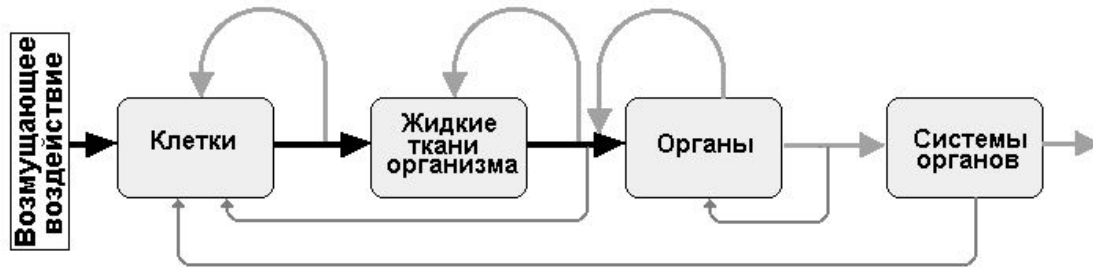 Возмущающее
воздействие
Клетки
Жидкие
ткани
организма
Органы
Системы
органов